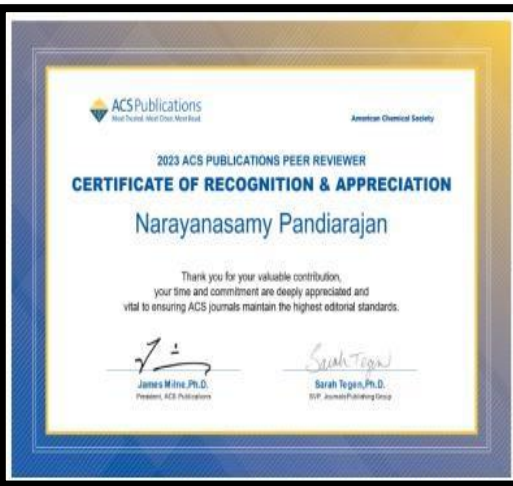 ACS Publications
Most Trusted. Most Cited. Most Read.
American Chemical Society
2023 ACS PUBLICATIONS PEER REVIEWER
CERTIFICATE OF RECOGNITION & APPRECIATION
Narayanasamy Pandiarajan
Thank you for your valuable contribution,
your time and commitment are deeply appreciated and
vital to ensuring ACS journals maintain the highest editorial standards.
Sarah Tegen
James Milne, Ph.D.
Sarah Tegen, Ph.D.
President, ACS Publications
SVP, Journals Publishing Group